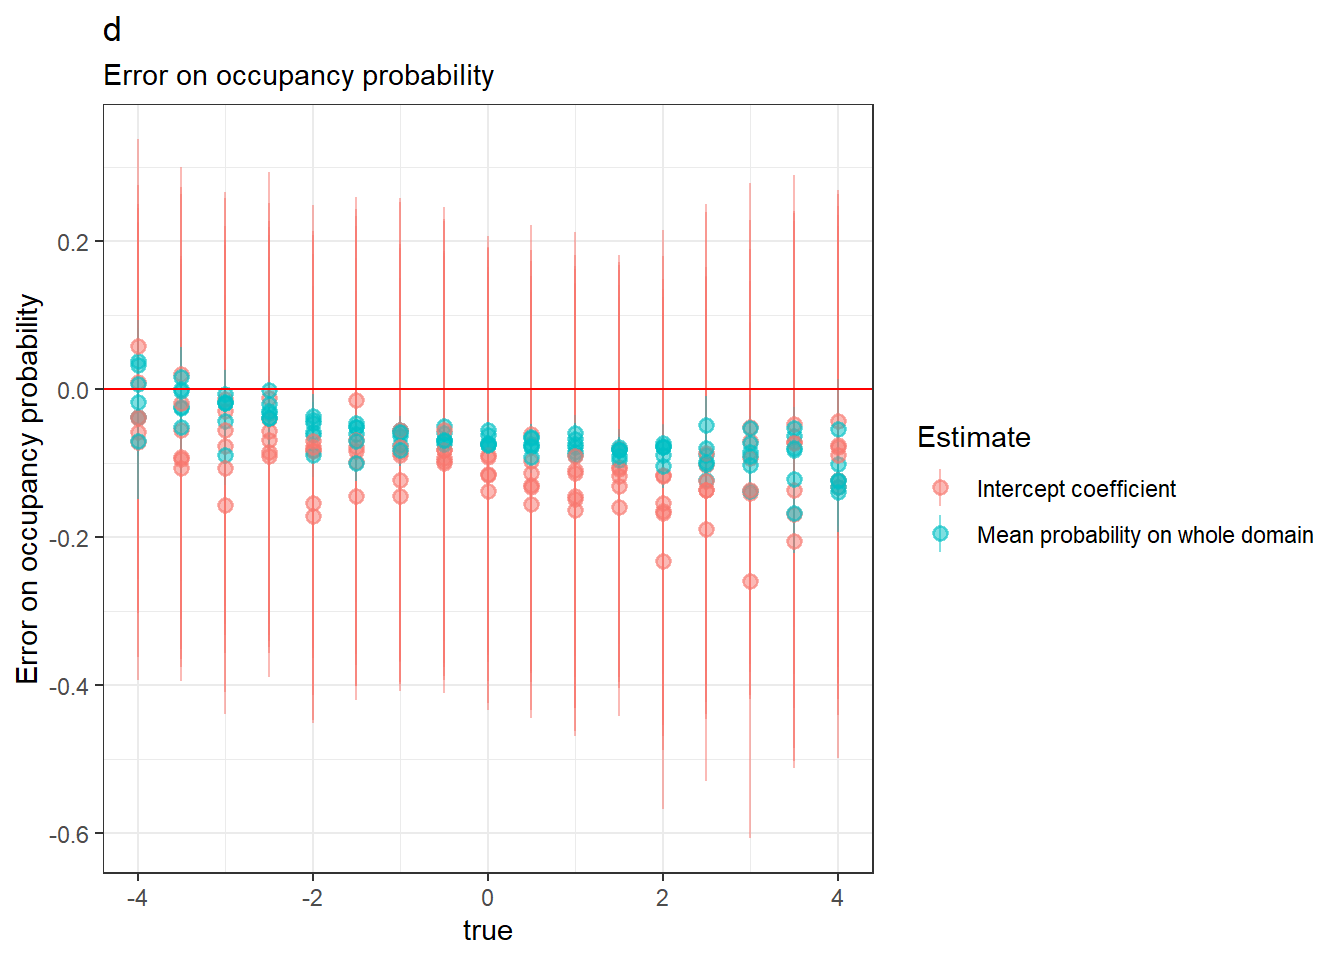 d
Error on occupancy probability
Error on occupancy probability
0.2
0.0
-0.2
-0.4
-0.6
-4
-2
0
2
4
true
Estimate
Intercept coefficient
Mean probability on whole domain